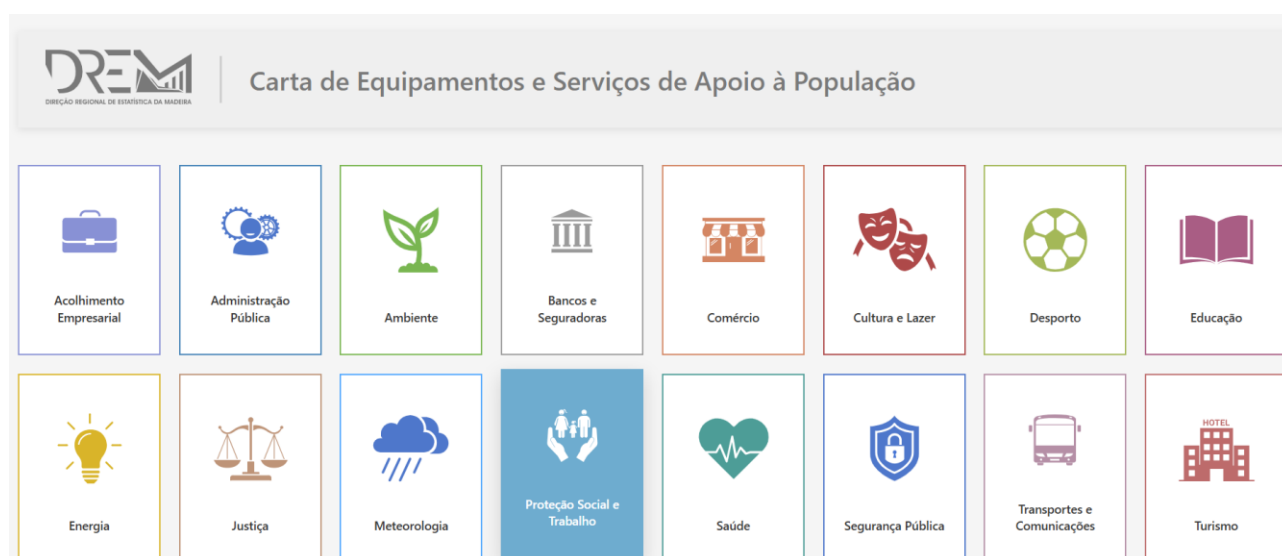 DREM
DIREÇÃO REGIONAL DE ESTATÍSTICA DA MADEIRA
Carta de Equipamentos e Serviços de Apoio à População
Acolhimento
Empresarial
Administração
Pública
Ambiente
Bancos e
Seguradoras
Comércio
Cultura e Lazer
Desporto
Educação
Energia
Justiça
Meteorologia
Proteção Social e
Trabalho
Saúde
Segurança Pública
Transportes e
Comunicações
HOTEL
Turismo